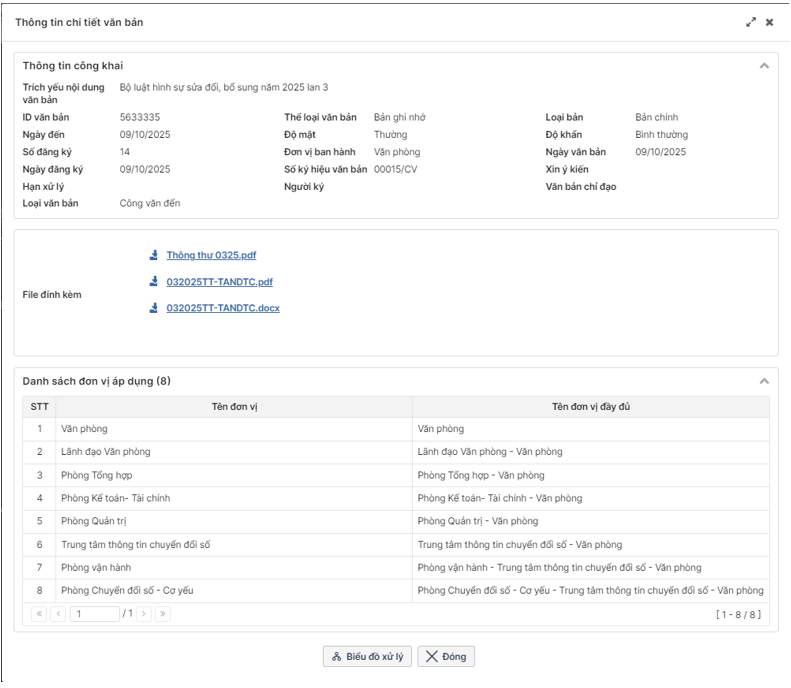 Thông tin chi tiết văn bản
Thông tin công khai
Trích yếu nội dung văn bản Bộ luật hình sự sửa đổi, bổ sung năm 2025 lan 3
ID văn bản 5633335 Thể loại văn bản Bản ghi nhớ Loại bản Bản chính
Ngày đến 09/10/2025 Độ mật Thường Độ khẩn Bình thường
Số đăng ký 14 Đơn vị ban hành Văn phòng Ngày văn bản 09/10/2025
Ngày đăng ký 09/10/2025 Số ký hiệu văn bản 00015/CV Xin ý kiến
Hạn xử lý Người ký Văn bản chỉ đạo
Loại văn bản Công văn đến
File đính kèm
Thông thư 0325.pdf
032025TT-TANDTC.pdf
032025TT-TANDTC.docx
Danh sách đơn vị áp dụng (8)
STT Tên đơn vị Tên đơn vị đầy đủ
1 Văn phòng Văn phòng
2 Lãnh đạo Văn phòng Lãnh đạo Văn phòng - Văn phòng
3 Phòng Tổng hợp Phòng Tổng hợp - Văn phòng
4 Phòng Kế toán- Tài chính Phòng Kế toán- Tài chính - Văn phòng
5 Phòng Quản trị Phòng Quản trị - Văn phòng
6 Trung tâm thông tin chuyển đổi số Trung tâm thông tin chuyển đổi số - Văn phòng
7 Phòng vận hành Phòng vận hành - Trung tâm thông tin chuyển đổi số - Văn phòng
8 Phòng Chuyển đổi số - Cơ yếu Phòng Chuyển đổi số - Cơ yếu - Trung tâm thông tin chuyển đổi số - Văn phòng
« ‹ 1 / 1 › » [ 1 - 8 / 8 ]
Biểu đồ xử lý Đóng